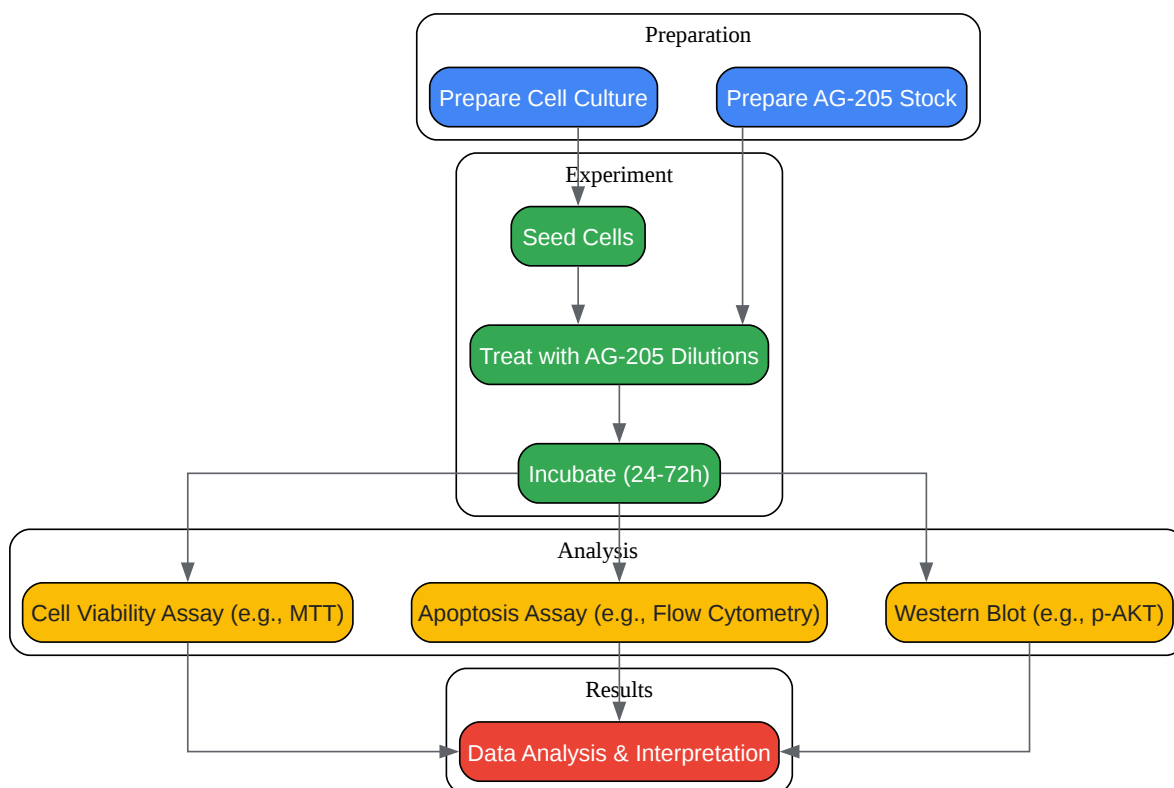 Preparation
Prepare Cell Culture
Prepare AG-205 Stock
Experiment
Seed Cells
Treat with AG-205 Dilutions
Incubate (24-72h)
Analysis
Cell Viability Assay (e.g., MTT)
Apoptosis Assay (e.g., Flow Cytometry)
Western Blot (e.g., p-AKT)
Results
Data Analysis & Interpretation